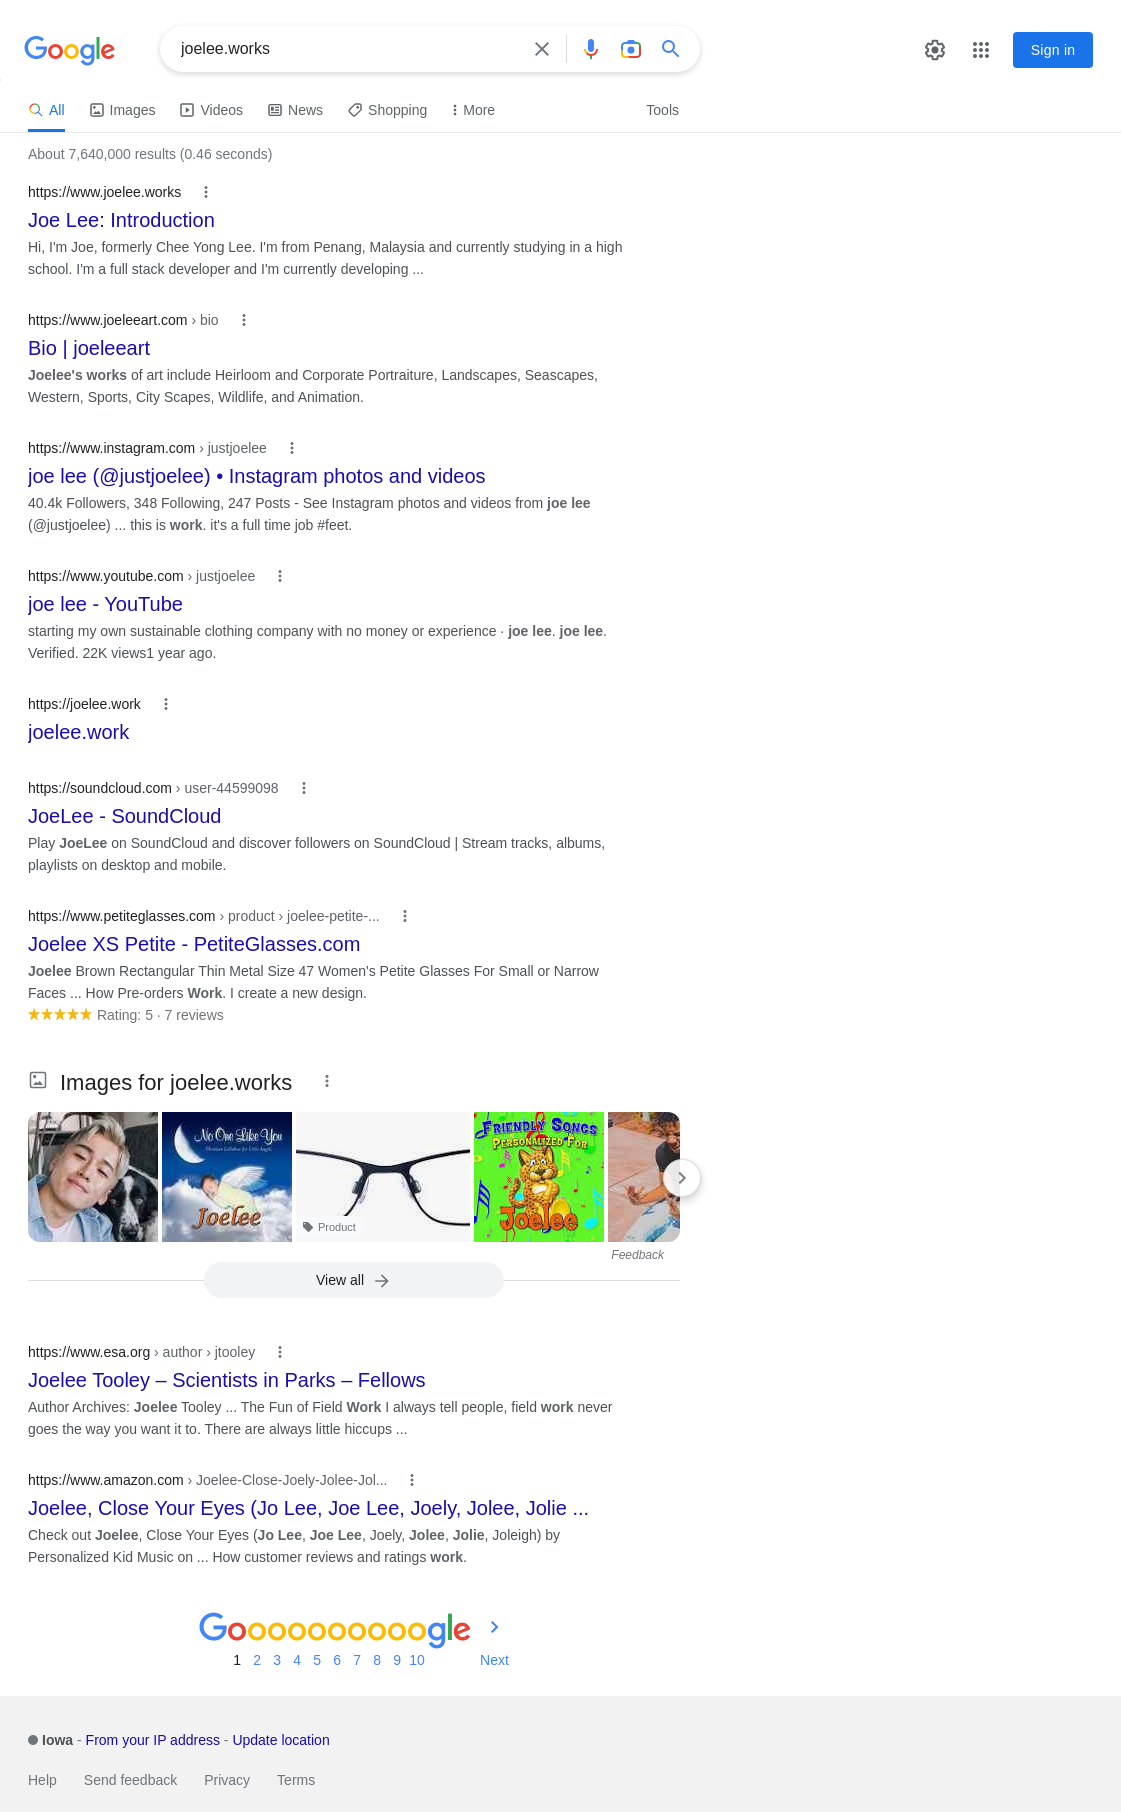 Google
joelee.works
Sign in
All
Images
Videos
News
Shopping
More
Tools
About 7,640,000 results (0.46 seconds)
https://www.joelee.works
Joe Lee: Introduction
Hi, I'm Joe, formerly Chee Yong Lee. I'm from Penang, Malaysia and currently studying in a high
school. I'm a full stack developer and I'm currently developing ...
https://www.joeleeart.com › bio
Bio | joeleeart
Joelee's works of art include Heirloom and Corporate Portraiture, Landscapes, Seascapes,
Western, Sports, City Scapes, Wildlife, and Animation.
https://www.instagram.com › justjoelee
joe lee (@justjoelee) • Instagram photos and videos
40.4k Followers, 348 Following, 247 Posts - See Instagram photos and videos from joe lee
(@justjoelee) ... this is work. it's a full time job #feet.
https://www.youtube.com › justjoelee
joe lee - YouTube
starting my own sustainable clothing company with no money or experience · joe lee. joe lee.
Verified. 22K views1 year ago.
https://joelee.work
joelee.work
https://soundcloud.com › user-44599098
JoeLee - SoundCloud
Play JoeLee on SoundCloud and discover followers on SoundCloud | Stream tracks, albums,
playlists on desktop and mobile.
https://www.petiteglasses.com › product › joelee-petite-...
Joelee XS Petite - PetiteGlasses.com
Joelee Brown Rectangular Thin Metal Size 47 Women's Petite Glasses For Small or Narrow
Faces ... How Pre-orders Work. I create a new design.
Rating: 5 · 7 reviews
Images for joelee.works
No One Like You
Christian Lullabies for Little Angels
Joelee
Product
Friendly Songs
Personalized For
Joelee
Feedback
View all
https://www.esa.org › author › jtooley
Joelee Tooley – Scientists in Parks – Fellows
Author Archives: Joelee Tooley ... The Fun of Field Work I always tell people, field work never
goes the way you want it to. There are always little hiccups ...
https://www.amazon.com › Joelee-Close-Joely-Jolee-Jol...
Joelee, Close Your Eyes (Jo Lee, Joe Lee, Joely, Jolee, Jolie ...
Check out Joelee, Close Your Eyes (Jo Lee, Joe Lee, Joely, Jolee, Jolie, Joleigh) by
Personalized Kid Music on ... How customer reviews and ratings work.
Goooooooooogle
1 2 3 4 5 6 7 8 9 10 Next
Iowa - From your IP address - Update location
Help Send feedback Privacy Terms